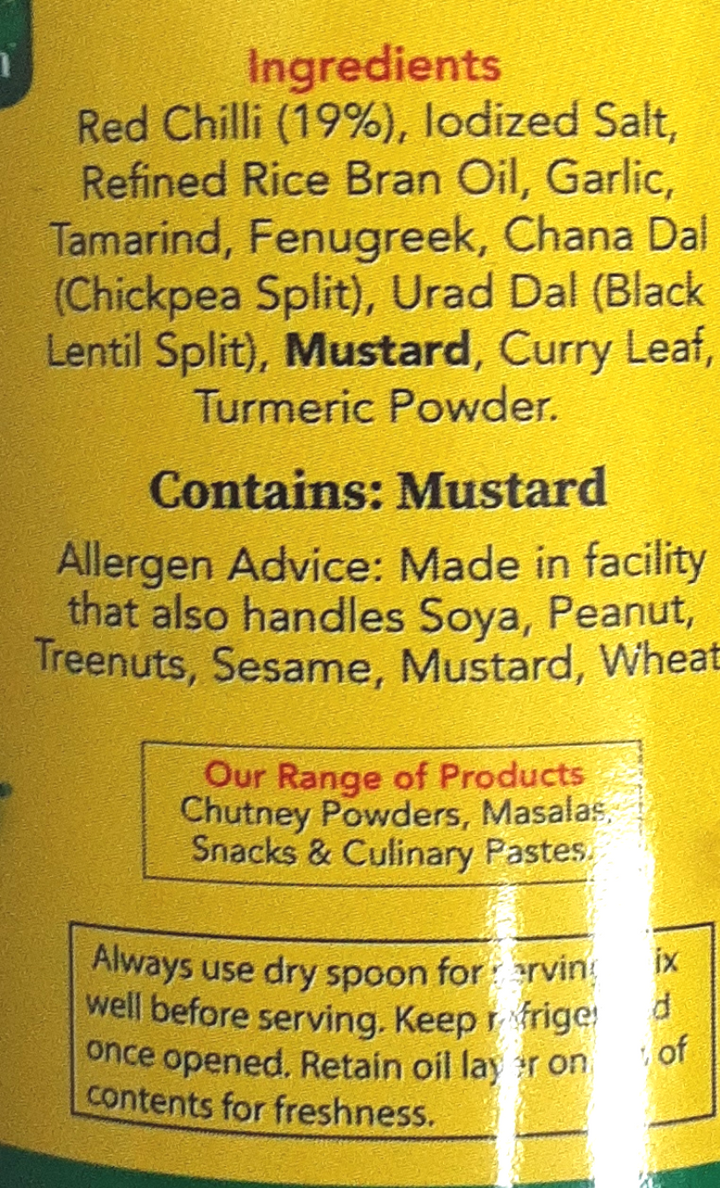 Ingredients
Red Chilli (19%), Iodized Salt,
Refined Rice Bran Oil, Garlic,
Tamarind, Fenugreek, Chana Dal
(Chickpea Split), Urad Dal (Black
Lentil Split), Mustard, Curry Leaf,
Turmeric Powder.
Contains: Mustard
Allergen Advice: Made in facility
that also handles Soya, Peanut,
Treenuts, Sesame, Mustard, Wheat
Our Range of Products
Chutney Powders, Masalas,
Snacks & Culinary Pastes.
Always use dry spoon for
well before serving. Keep
once opened. Retain oil layer on of
contents for freshness.